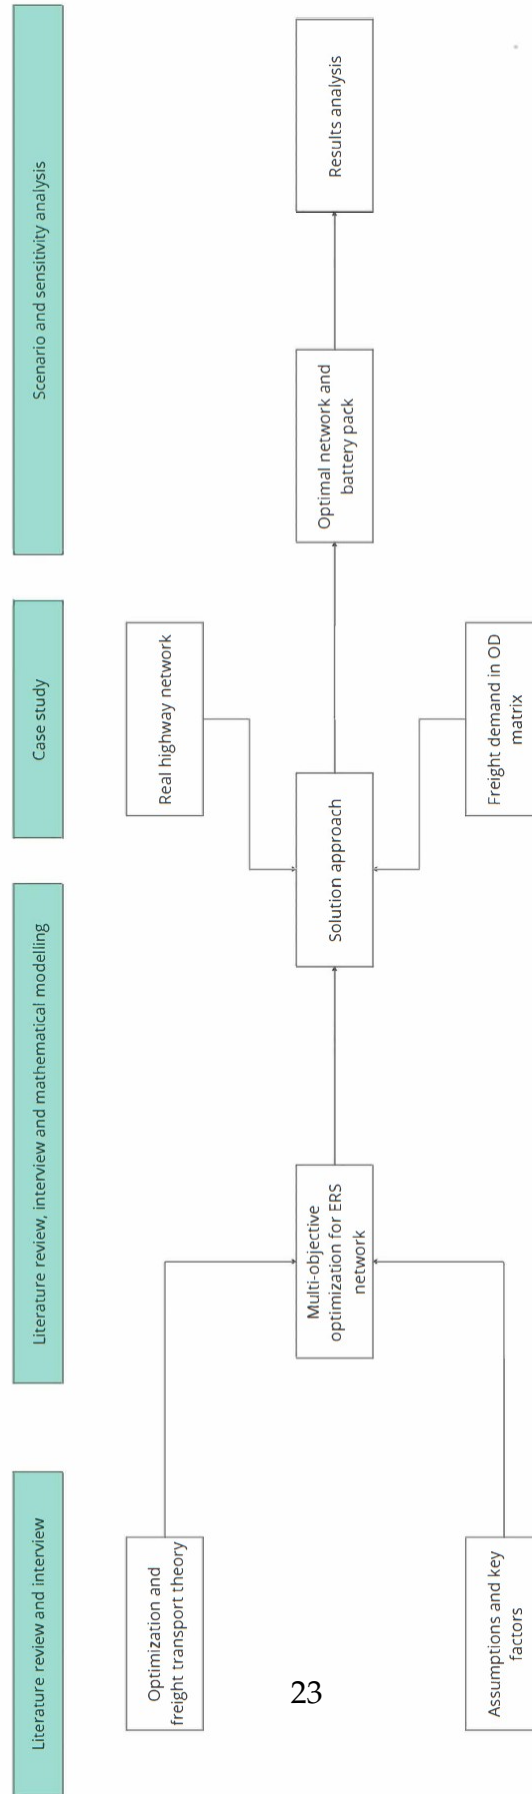 Literature review and interview
Literature review, interview and mathematical modelling
Case study
Scenario and sensitivity analysis
Optimization and
freight transport theory
Assumptions and key
factors
Multi-objective
optimization for ERS
network
Real highway network
Solution approach
Freight demand in OD
matrix
Optimal network and
battery pack
Results analysis
23